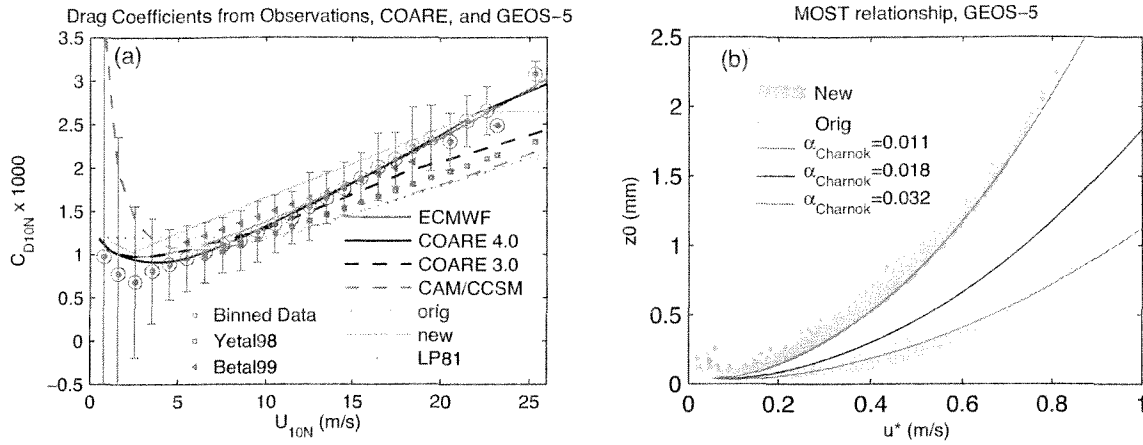 Drag Coefficients from Observations, COARE, and GEOS-5
(a)
3.5
3
2.5
2
1.5
1
0.5
0
-0.5
C_D10N x 1000
0
5
10
15
20
25
U_10N (m/s)
Binned Data
Yetal98
Betal99
ECMWF
COARE 4.0
COARE 3.0
CAM/CCSM
orig
new
LP81
MOST relationship, GEOS-5
(b)
2.5
2
1.5
1
0.5
0
z0 (mm)
0
0.2
0.4
0.6
0.8
1
u* (m/s)
New
Orig
α_Charnok=0.011
α_Charnok=0.018
α_Charnok=0.032